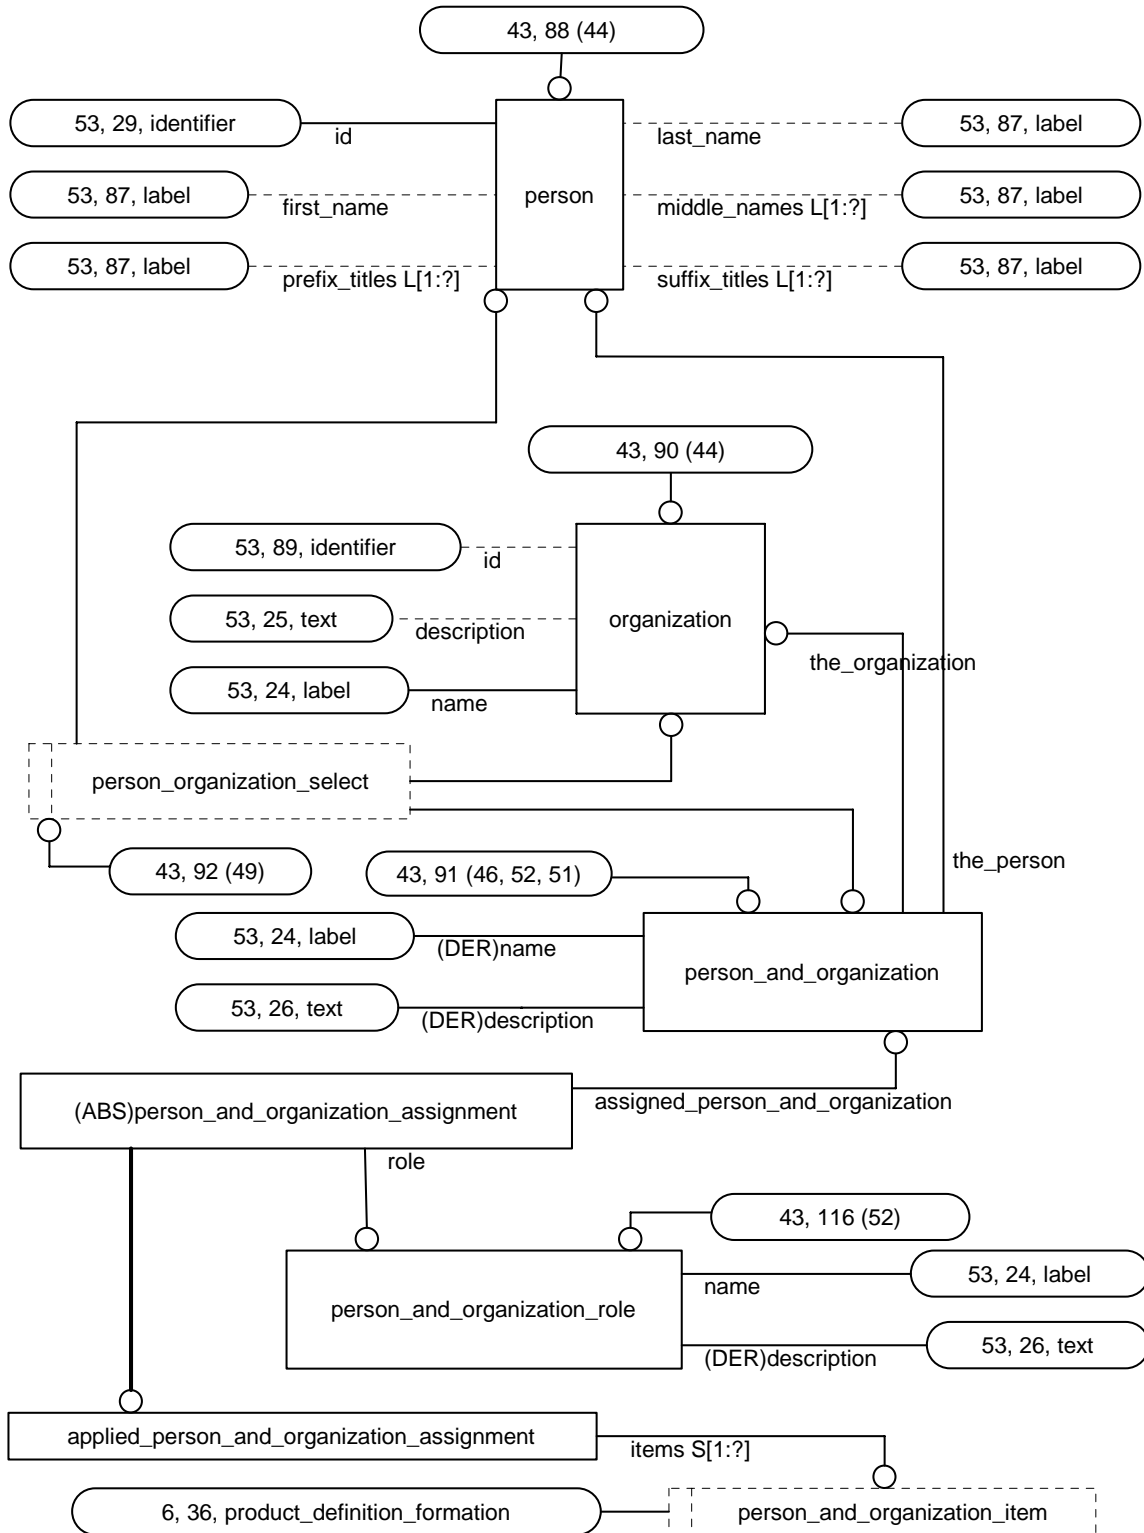 43, 88 (44)
53, 29, identifier
id
last_name
53, 87, label
53, 87, label
first_name
person
middle_names L[1:?]
53, 87, label
53, 87, label
prefix_titles L[1:?]
suffix_titles L[1:?]
53, 87, label
43, 90 (44)
53, 89, identifier
id
53, 25, text
description
organization
the_organization
53, 24, label
name
person_organization_select
43, 92 (49)
43, 91 (46, 52, 51)
the_person
53, 24, label
(DER)name
person_and_organization
53, 26, text
(DER)description
(ABS)person_and_organization_assignment
assigned_person_and_organization
role
43, 116 (52)
person_and_organization_role
name
53, 24, label
(DER)description
53, 26, text
applied_person_and_organization_assignment
items S[1:?]
6, 36, product_definition_formation
person_and_organization_item